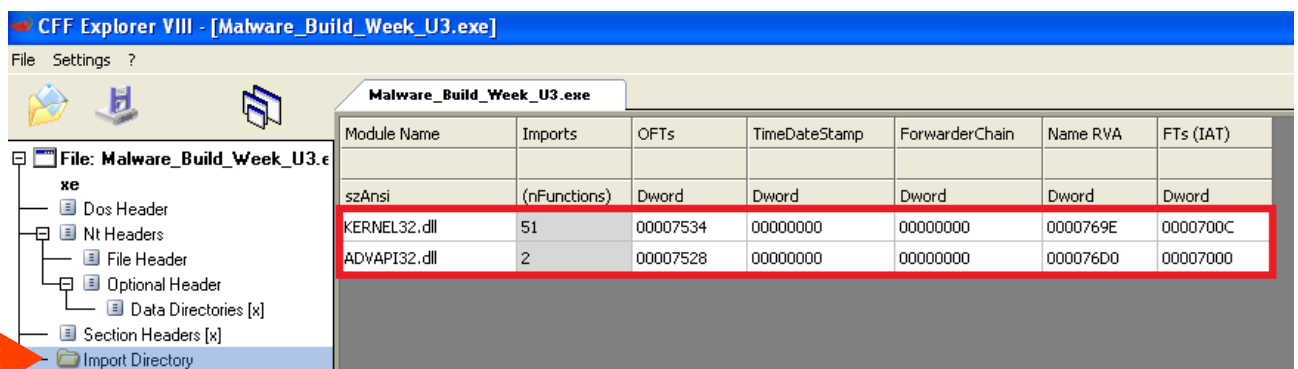 CFF Explorer VIII - [Malware_Build_Week_U3.exe]
File Settings ?
Malware_Build_Week_U3.exe
File: Malware_Build_Week_U3.e
xe
Dos Header
Nt Headers
File Header
Optional Header
Data Directories [x]
Section Headers [x]
Import Directory
Module Name Imports OFTs TimeDateStamp ForwarderChain Name RVA FTs (IAT)
szAnsi (nFunctions) Dword Dword Dword Dword Dword
KERNEL32.dll 51 00007534 00000000 00000000 0000769E 0000700C
ADVAPI32.dll 2 00007528 00000000 00000000 000076D0 00007000